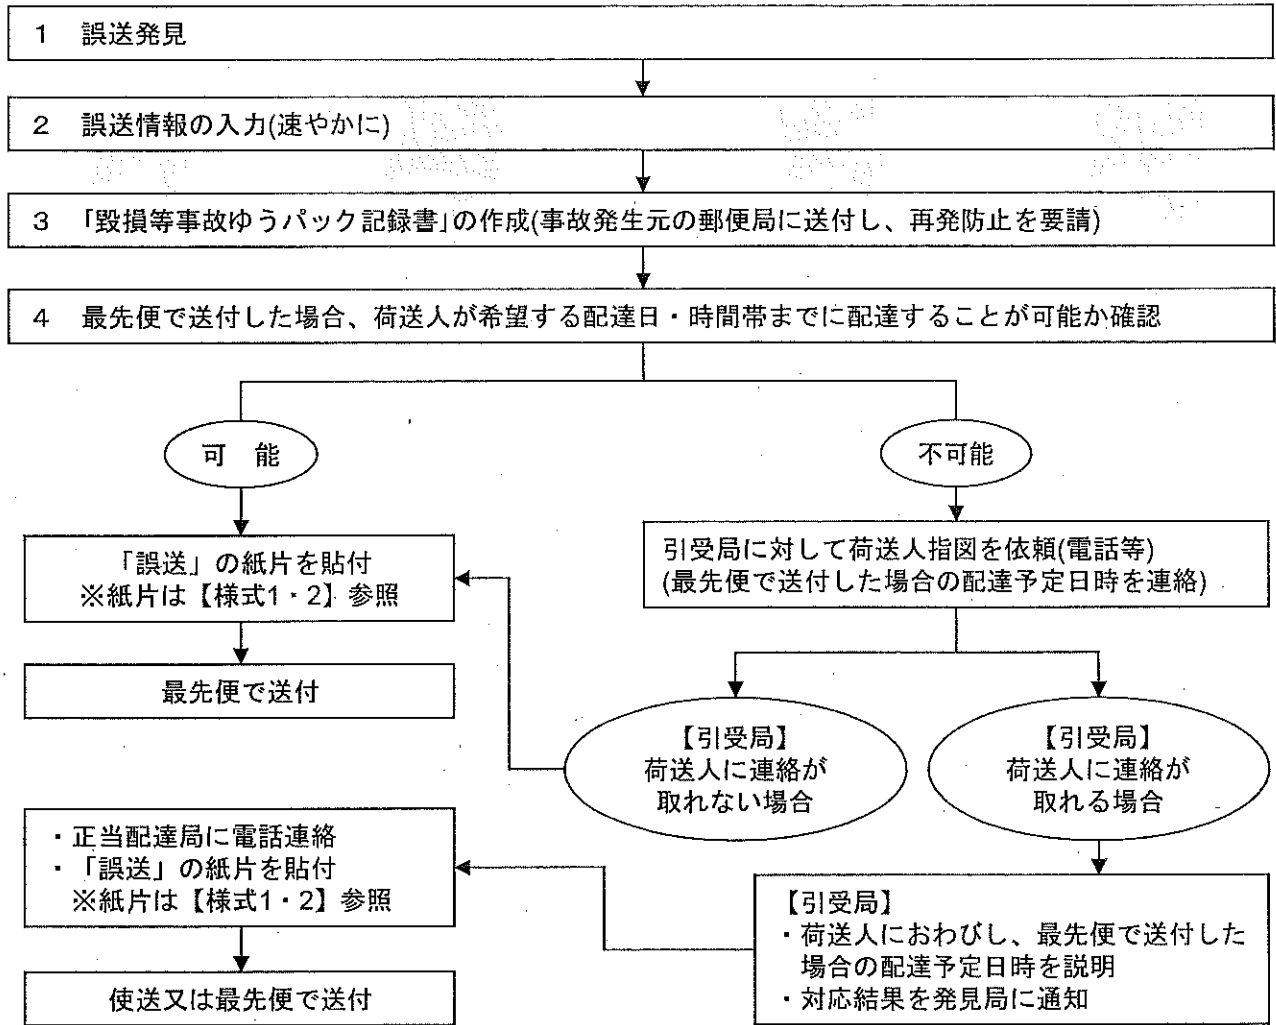 1 誤送発見
2 誤送情報の入力(速やかに)
3 「毀損等事故ゆうパック記録書」の作成(事故発生元の郵便局に送付し、再発防止を要請)
4 最先便で送付した場合、荷送人が希望する配達日・時間帯までに配達することが可能か確認
可 能
不可能
「誤送」の紙片を貼付
※紙片は【様式1・2】参照
最先便で送付
引受局に対して荷送人指図を依頼(電話等)
(最先便で送付した場合の配達予定日時を連絡)
【引受局】
荷送人に連絡が
取れない場合
【引受局】
荷送人に連絡が
取れる場合
・正当配達局に電話連絡
・「誤送」の紙片を貼付
※紙片は【様式1・2】参照
使送又は最先便で送付
【引受局】
・荷送人におわびし、最先便で送付した
場合の配達予定日時を説明
・対応結果を発見局に通知